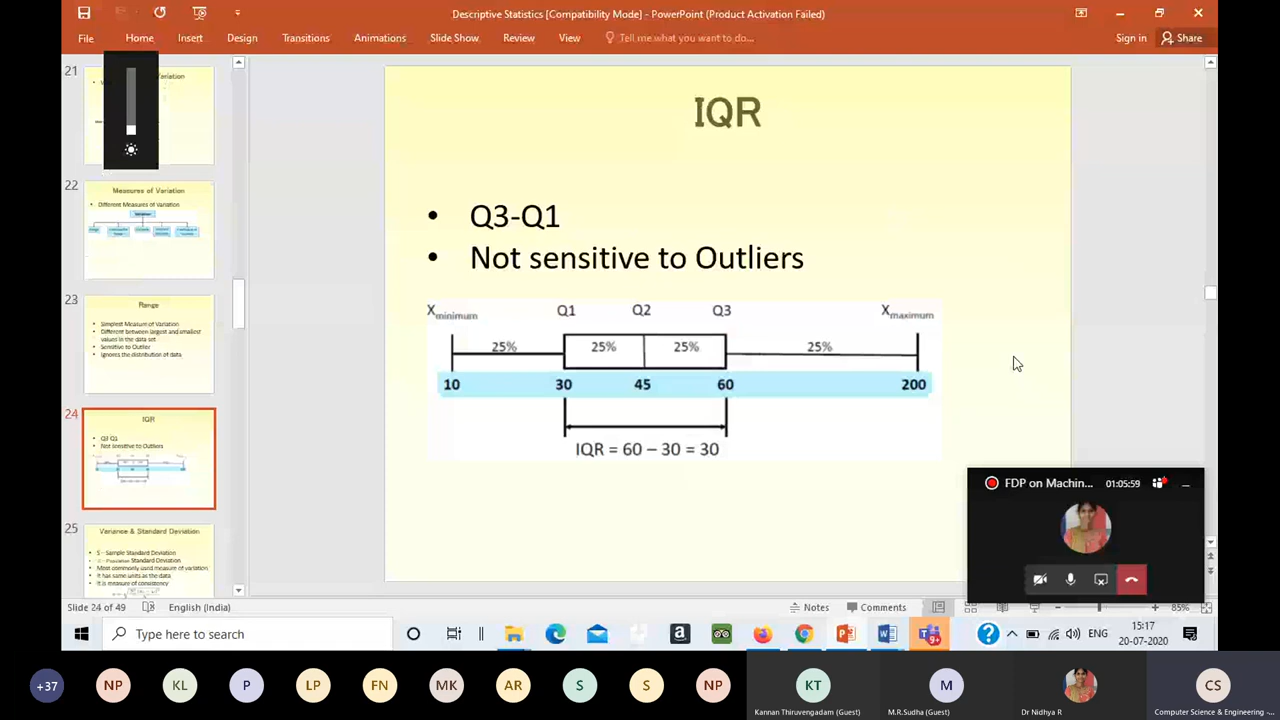 Descriptive Statistics [Compatibility Mode] - PowerPoint (Product Activation Failed)
File Home Insert Design Transitions Animations Slide Show Review View Tell me what you want to do... Sign in Share
21
22
Measures of Variation
• Different Measures of Variation
23
Range
• Simplest Measure of Variation
• Different between largest and smallest
values in the data set
• Sensitive to Outlier
• Ignores the distribution of data
24
IQR
• Q3-Q1
• Not sensitive to Outliers
25
Variance & Standard Deviation
• S - Sample Standard Deviation
Standard Deviation
• Most commonly used measure of variation
• It has same units as the data
• It is measure of consistency
IQR
• Q3-Q1
• Not sensitive to Outliers
Xminimum Q1 Q2 Q3 Xmaximum
25% 25% 25% 25%
10 30 45 60 200
IQR = 60 – 30 = 30
FDP on Machin... 01:05:59
Slide 24 of 49 English (India) Notes Comments 85%
Type here to search
ENG
15:17
20-07-2020
+37 NP KL P LP FN MK AR S S NP KT M CS
Kannan Thiruvengadam (Guest) M.R.Sudha (Guest) Dr Nidhya R Computer Science & Engineering -...